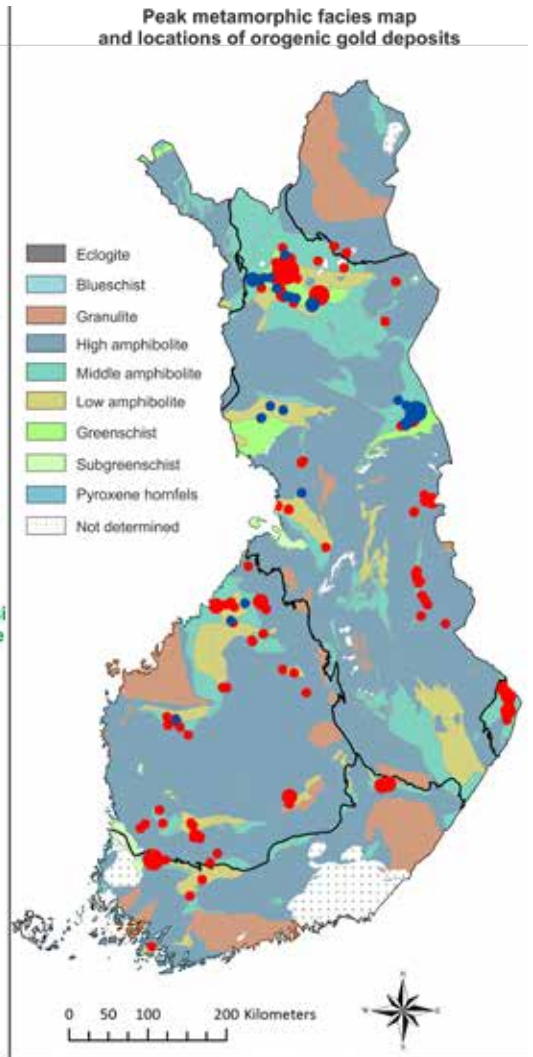 Peak metamorphic facies map
and locations of orogenic gold deposits
Eclogite
Blueschist
Granulite
High amphibolite
Middle amphibolite
Low amphibolite
Greenschist
Subgreenschist
Pyroxene hornfels
Not determined
si
e
0 50 100 200 Kilometers